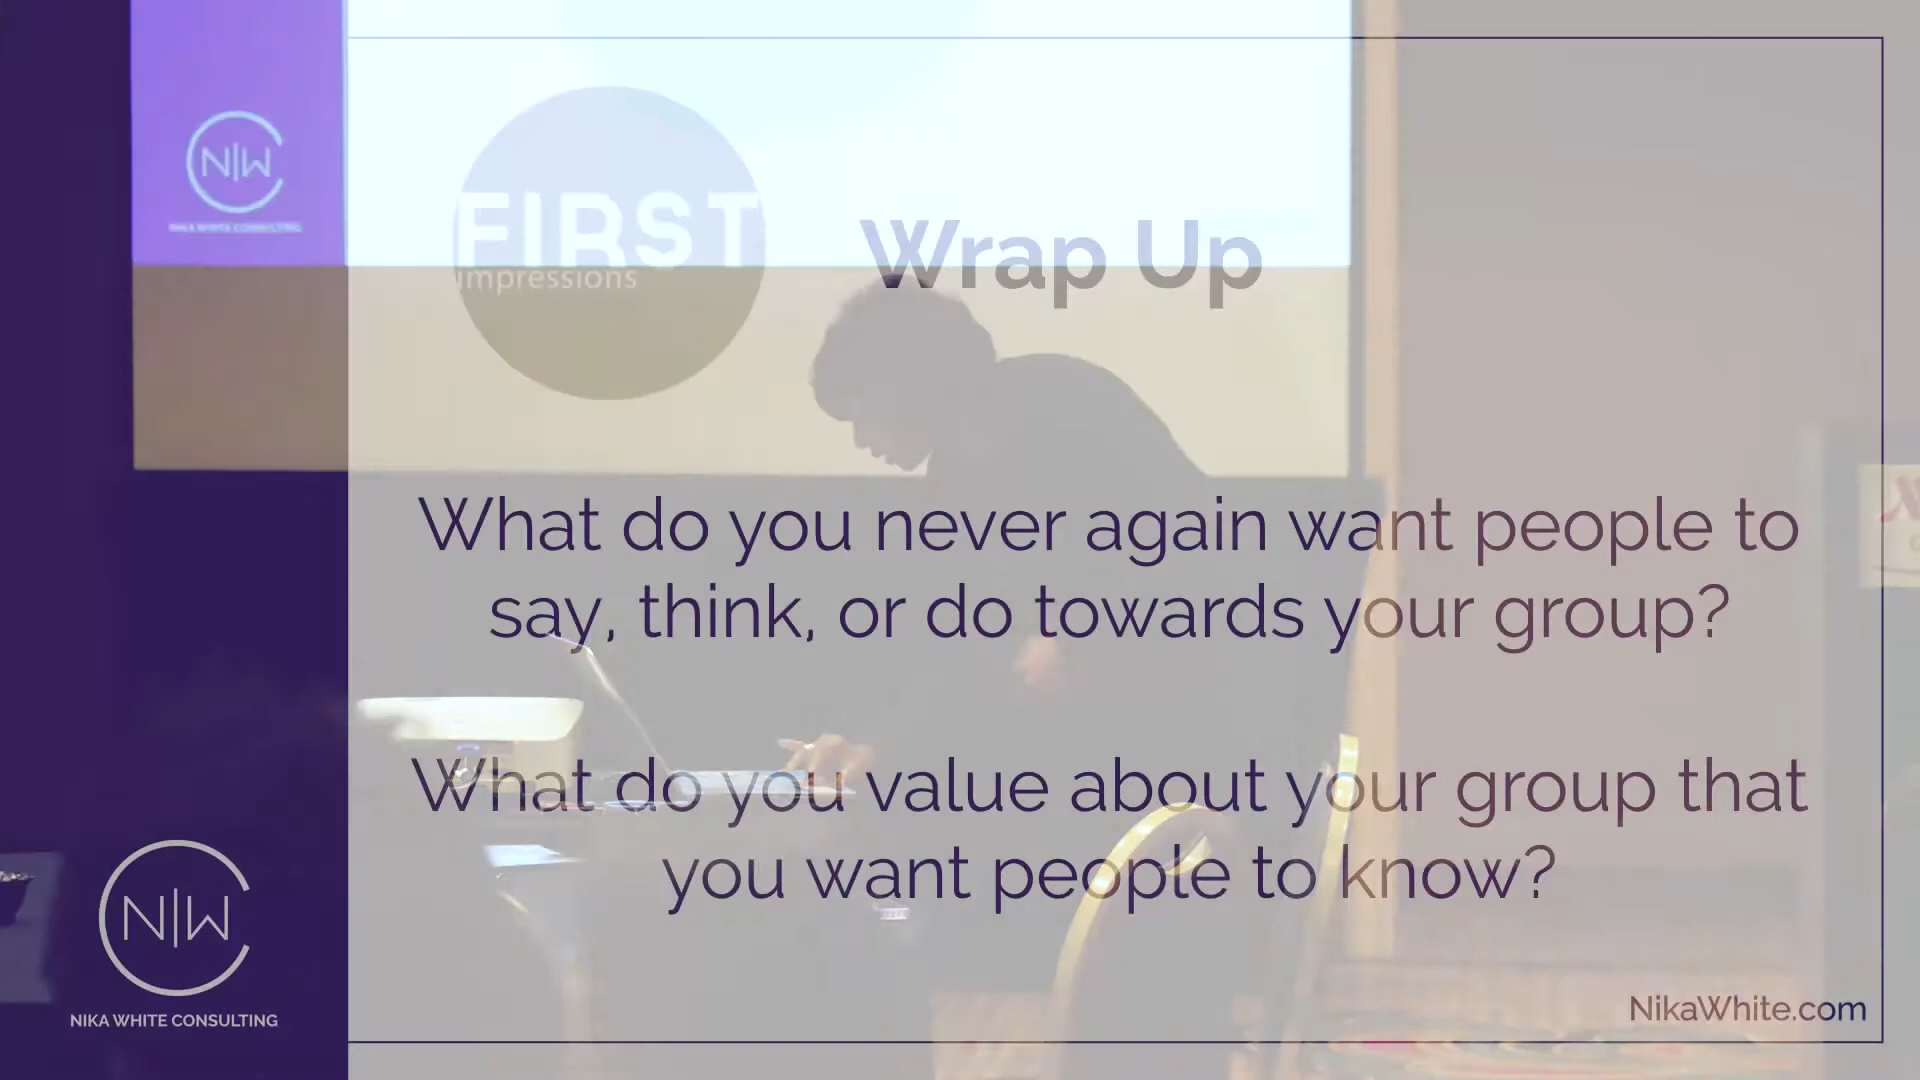 N|W
NIKA WHITE CONSULTING
FIRST
impressions
Wrap Up
What do you never again want people to
say, think, or do towards your group?
What do you value about your group that
you want people to know?
N|W
NIKA WHITE CONSULTING
NikaWhite.com